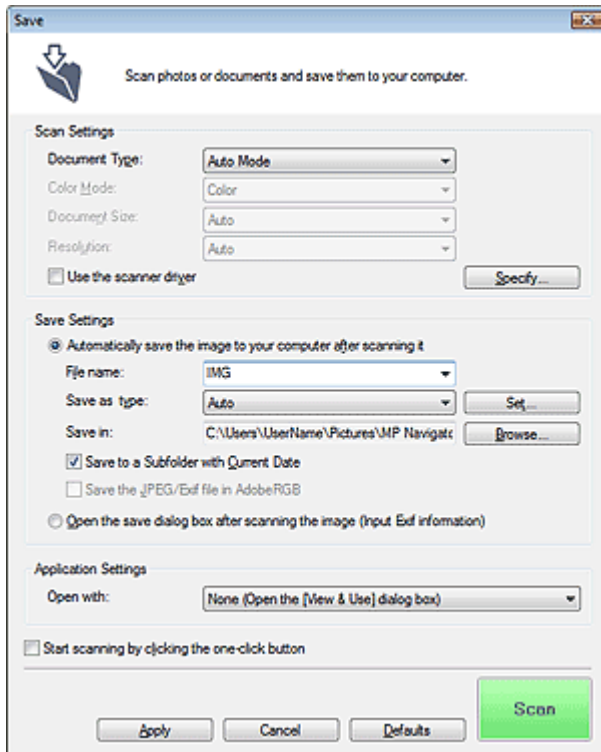 Save
Scan photos or documents and save them to your computer.
Scan Settings
Document Type: Auto Mode
Color Mode: Color
Document Size: Auto
Resolution: Auto
Use the scanner driver Specify...
Save Settings
Automatically save the image to your computer after scanning it
File name: IMG
Save as type: Auto Set...
Save in: C:\Users\UserName\Pictures\MP Navigato Browse...
Save to a Subfolder with Current Date
Save the JPEG/Exif file in AdobeRGB
Open the save dialog box after scanning the image (Input Exif information)
Application Settings
Open with: None (Open the [View & Use] dialog box)
Start scanning by clicking the one-click button
Apply Cancel Defaults Scan